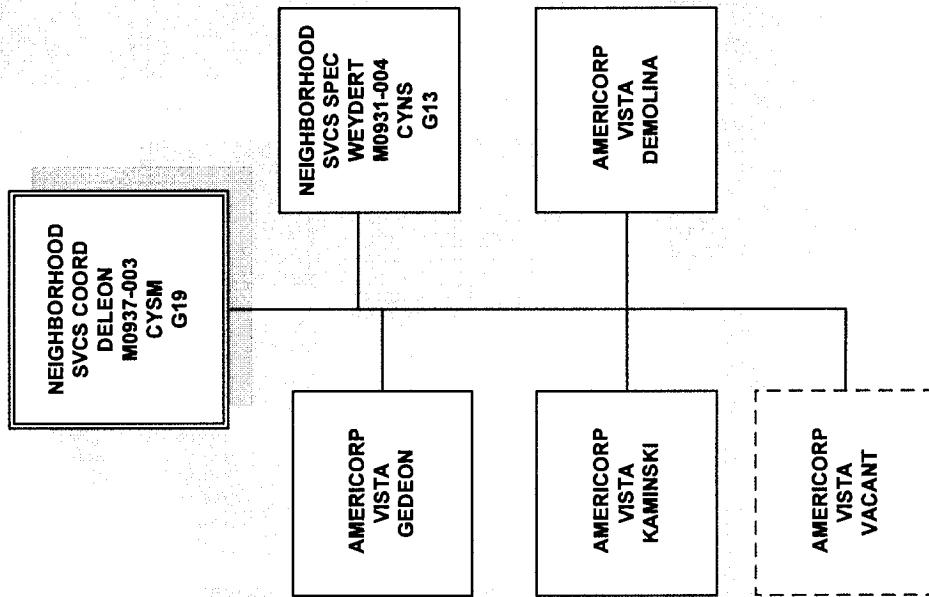 NEIGHBORHOOD
SVCS COORD
DELEON
M0937-003
CYSM
G19
AMERICORP
VISTA
GEDEON
NEIGHBORHOOD
SVCS SPEC
WEYDERT
M0931-004
CYNS
G13
AMERICORP
VISTA
KAMINSKI
AMERICORP
VISTA
DEMOLINA
AMERICORP
VISTA
VACANT